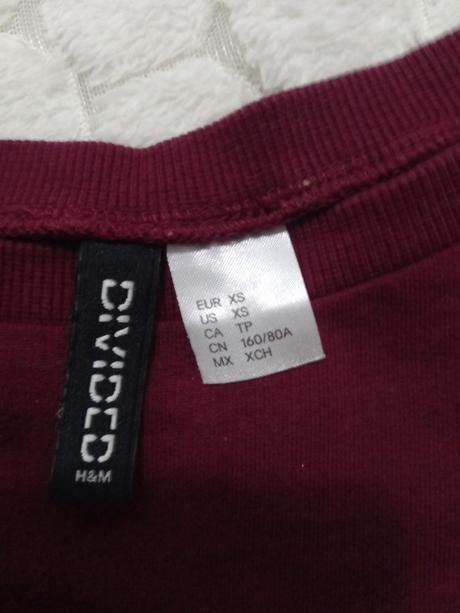 DIVIDED
H&M
EUR XS
US XS
CA TP
CN 160/80A
MX XCH